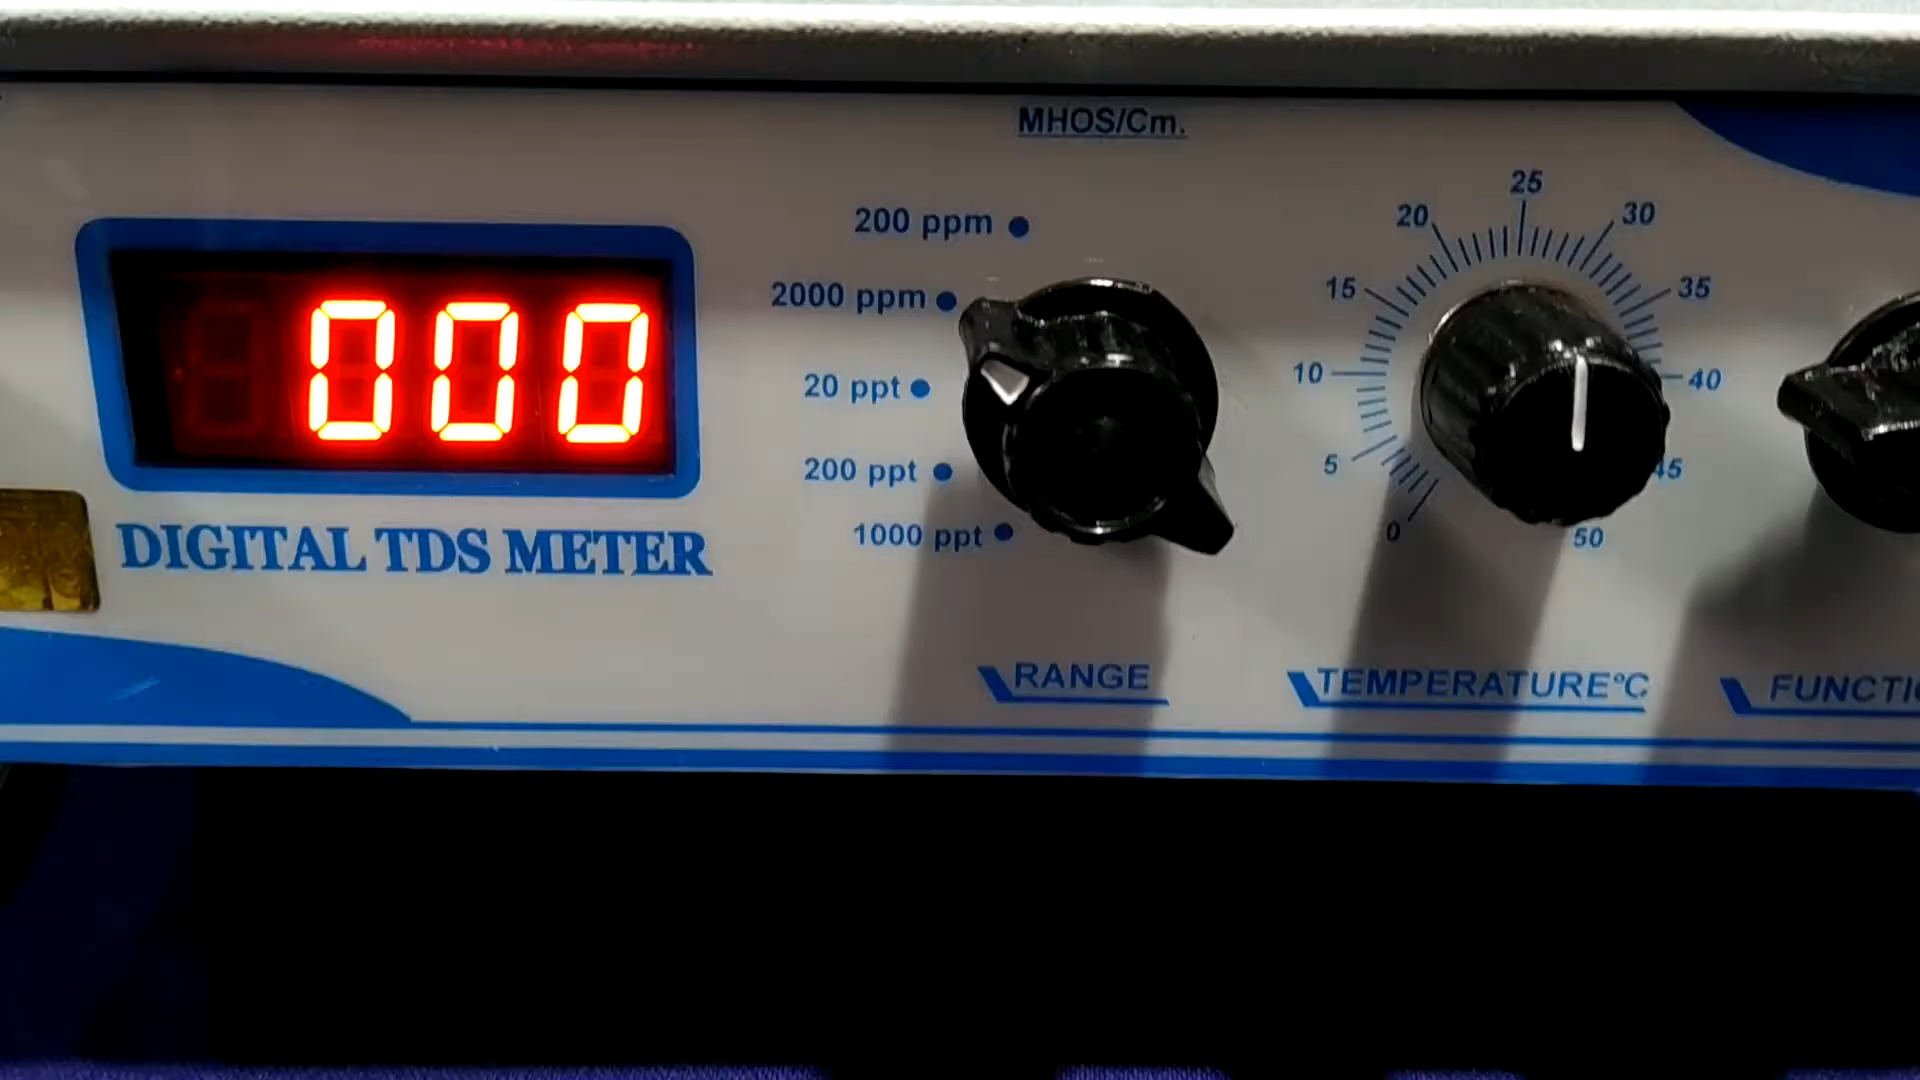 MHOS/Cm.
200 ppm
2000 ppm
20 ppt
200 ppt
1000 ppt
000
DIGITAL TDS METER
RANGE
0
5
10
15
20
25
30
35
40
45
50
TEMPERATURE°C
FUNCTI